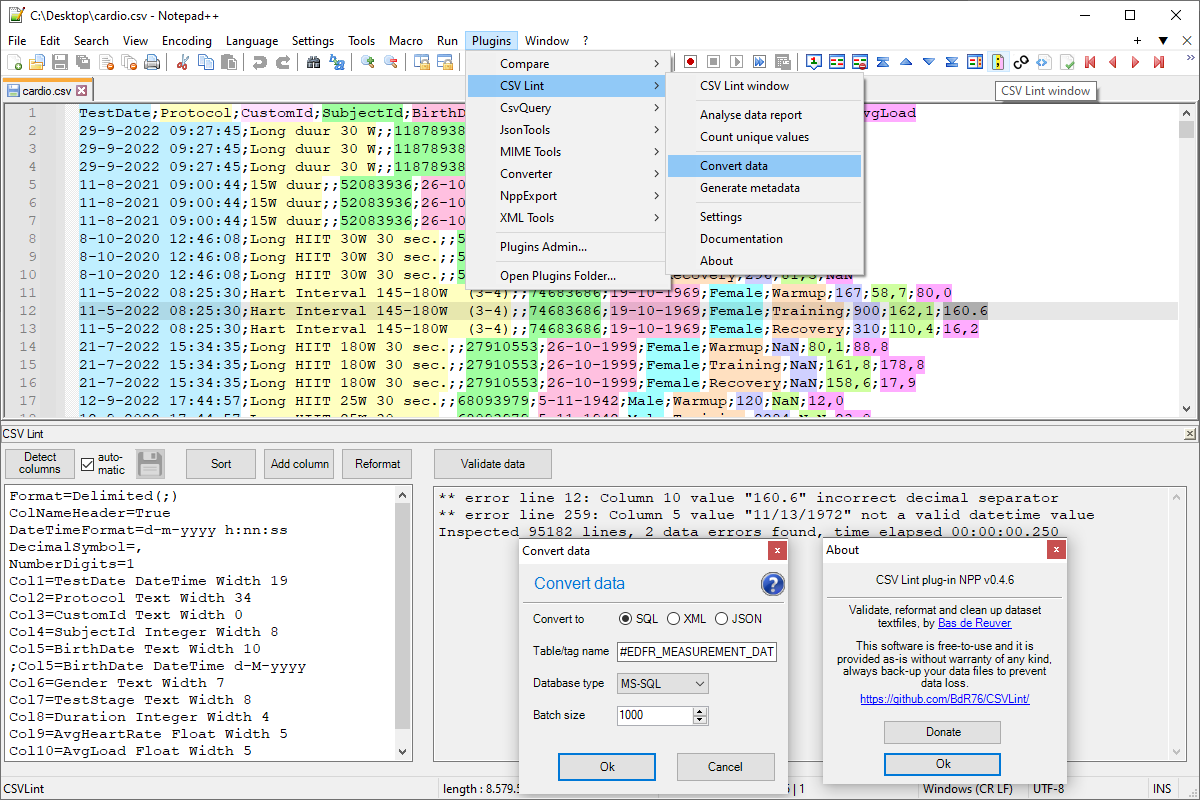 C:\Desktop\cardio.csv - Notepad++
File Edit Search View Encoding Language Settings Tools Macro Run Plugins Window ?
cardio.csv
CSV Lint window
Compare
CSV Lint
CsvQuery
JsonTools
MIME Tools
Converter
NppExport
XML Tools
Plugins Admin...
Open Plugins Folder...
CSV Lint window
Analyse data report
Count unique values
Convert data
Generate metadata
Settings
Documentation
About
1 TestDate;Protocol;CustomId;SubjectId;BirthD vgLoad
2 29-9-2022 09:27:45;Long duur 30 W;;11878938
3 29-9-2022 09:27:45;Long duur 30 W;;11878938
4 29-9-2022 09:27:45;Long duur 30 W;;11878938
5 11-8-2021 09:00:44;15W duur;;52083936;26-10
6 11-8-2021 09:00:44;15W duur;;52083936;26-10
7 11-8-2021 09:00:44;15W duur;;52083936;26-10
8 8-10-2020 12:46:08;Long HIIT 30W 30 sec.;;5
9 8-10-2020 12:46:08;Long HIIT 30W 30 sec.;;5
10 8-10-2020 12:46:08;Long HIIT 30W 30 sec.;;5 ecovery;296;61,3;NaN
11 11-5-2022 08:25:30;Hart Interval 145-180W (3-4);;74683686;19-10-1969;Female;Warmup;167;58,7;80,0
12 11-5-2022 08:25:30;Hart Interval 145-180W (3-4);;74683686;19-10-1969;Female;Training;900;162,1;160.6
13 11-5-2022 08:25:30;Hart Interval 145-180W (3-4);;74683686;19-10-1969;Female;Recovery;310;110,4;16,2
14 21-7-2022 15:34:35;Long HIIT 180W 30 sec.;;27910553;26-10-1999;Female;Warmup;NaN;80,1;88,8
15 21-7-2022 15:34:35;Long HIIT 180W 30 sec.;;27910553;26-10-1999;Female;Training;NaN;161,8;178,8
16 21-7-2022 15:34:35;Long HIIT 180W 30 sec.;;27910553;26-10-1999;Female;Recovery;NaN;158,6;17,9
17 12-9-2022 17:44:57;Long HIIT 25W 30 sec.;;68093979;5-11-1942;Male;Warmup;120;NaN;12,0
CSV Lint
Detect columns
auto-matic
Sort
Add column
Reformat
Validate data
Format=Delimited(;)
ColNameHeader=True
DateTimeFormat=d-m-yyyy h:nn:ss
DecimalSymbol=,
NumberDigits=1
Col1=TestDate DateTime Width 19
Col2=Protocol Text Width 34
Col3=CustomId Text Width 0
Col4=SubjectId Integer Width 8
Col5=BirthDate Text Width 10
;Col5=BirthDate DateTime d-M-yyyy
Col6=Gender Text Width 7
Col7=TestStage Text Width 8
Col8=Duration Integer Width 4
Col9=AvgHeartRate Float Width 5
Col10=AvgLoad Float Width 5
** error line 12: Column 10 value "160.6" incorrect decimal separator
** error line 259: Column 5 value "11/13/1972" not a valid datetime value
Inspected 95182 lines, 2 data errors found, time elapsed 00:00:00.250
Convert data
Convert data
?
Convert to SQL XML JSON
Table/tag name #EDFR_MEASUREMENT_DAT
Database type MS-SQL
Batch size 1000
Ok Cancel
About
CSV Lint plug-in NPP v0.4.6
Validate, reformat and clean up dataset
textfiles, by Bas de Reuver
This software is free-to-use and it is
provided as-is without warranty of any kind,
always back-up your data files to prevent
data loss.
https://github.com/BdR76/CSVLint/
Donate
Ok
CSVLint length : 8.579.5 | 1 Windows (CR LF) UTF-8 INS